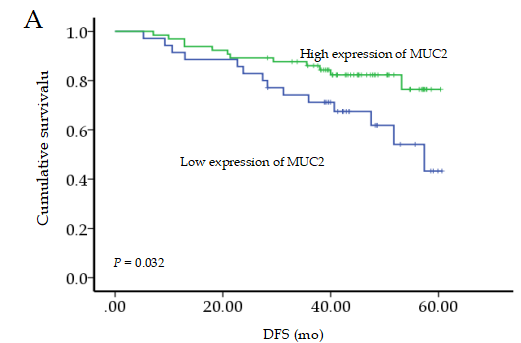 A
1.0
High expression of MUC2
0.8
0.6
Low expression of MUC2
0.4
0.2
P = 0.032
0.0
.00 20.00 40.00 60.00
DFS (mo)
Cumulative survivalu